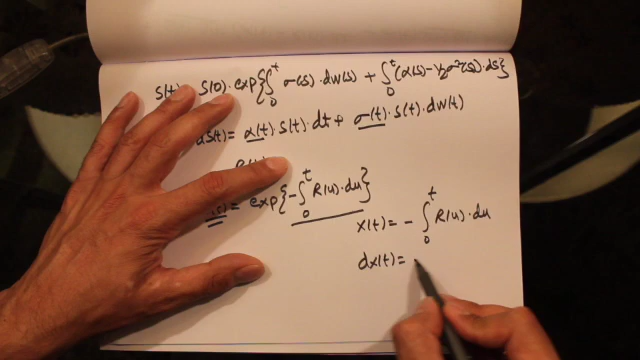 S(t) = S(0)·exp{∫₀ᵗ σ(s)·dW(s) + ∫₀ᵗ (α(s) − ½σ²(s))·ds}
dS(t) = α(t)·S(t)·dt + σ(t)·S(t)·dW(t)
= exp{−∫₀ᵗ R(u)·du}
X(t) = − ∫₀ᵗ R(u)·du
dX(t) =